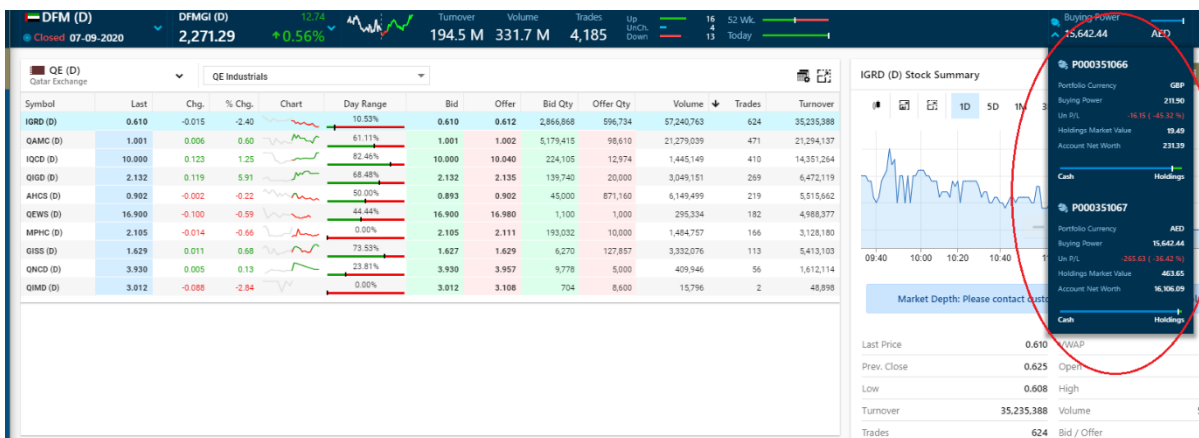 DFM (D) DFMGI (D) 12.74 Turnover Volume Trades Up 16 52 Wk. Buying Power
Closed 07-09-2020 2,271.29 0.56% 194.5 M 331.7 M 4,185 UnCh. 4 15,642.44 AED
Down 13 Today
QE (D) QE Industrials
Qatar Exchange
Symbol Last Chg. % Chg. Chart Day Range Bid Offer Bid Qty Offer Qty Volume Trades Turnover
IGRD (D) 0.610 -0.015 -2.40 10.53% 0.610 0.612 2,866,868 596,734 57,240,763 624 35,235,388
QAMC (D) 1.001 0.006 0.60 61.11% 1.001 1.002 5,179,415 98,610 21,279,039 471 21,294,137
IQCD (D) 10.000 0.123 1.25 82.46% 10.000 10.040 224,105 12,974 1,445,149 410 14,351,264
QIGD (D) 2.132 0.119 5.91 68.48% 2.132 2.135 139,740 20,000 3,049,151 269 6,472,119
AHCS (D) 0.902 -0.002 -0.22 50.00% 0.893 0.902 45,000 871,160 6,149,499 219 5,515,662
QEWS (D) 16.900 -0.100 -0.59 44.44% 16.900 16.980 1,100 1,000 295,334 182 4,988,377
MPHC (D) 2.105 -0.014 -0.66 0.00% 2.105 2.111 193,032 10,000 1,484,757 166 3,128,180
GISS (D) 1.629 0.011 0.68 73.53% 1.627 1.629 6,270 127,857 3,332,076 113 5,413,103
QNCD (D) 3.930 0.005 0.13 23.81% 3.930 3.957 9,778 5,000 409,946 56 1,612,114
QIMD (D) 3.012 -0.088 -2.84 0.00% 3.012 3.108 704 8,600 15,796 2 48,898
IGRD (D) Stock Summary
1D 5D 1M
09:40 10:00 10:20 10:40
Market Depth: Please contact
Last Price 0.610 VWAP
Prev. Close 0.625 Open
Low 0.608 High
Turnover 35,235,388 Volume
Trades 624 Bid / Offer
P000351066
Portfolio Currency GBP
Buying Power 211.90
Un P/L -16.15 ( -45.32 %)
Holdings Market Value 19.49
Account Net Worth 231.39
Cash Holdings
P000351067
Portfolio Currency AED
Buying Power 15,642.44
Un P/L -265.63 ( -36.42 %)
Holdings Market Value 463.65
Account Net Worth 16,106.09
Cash Holdings